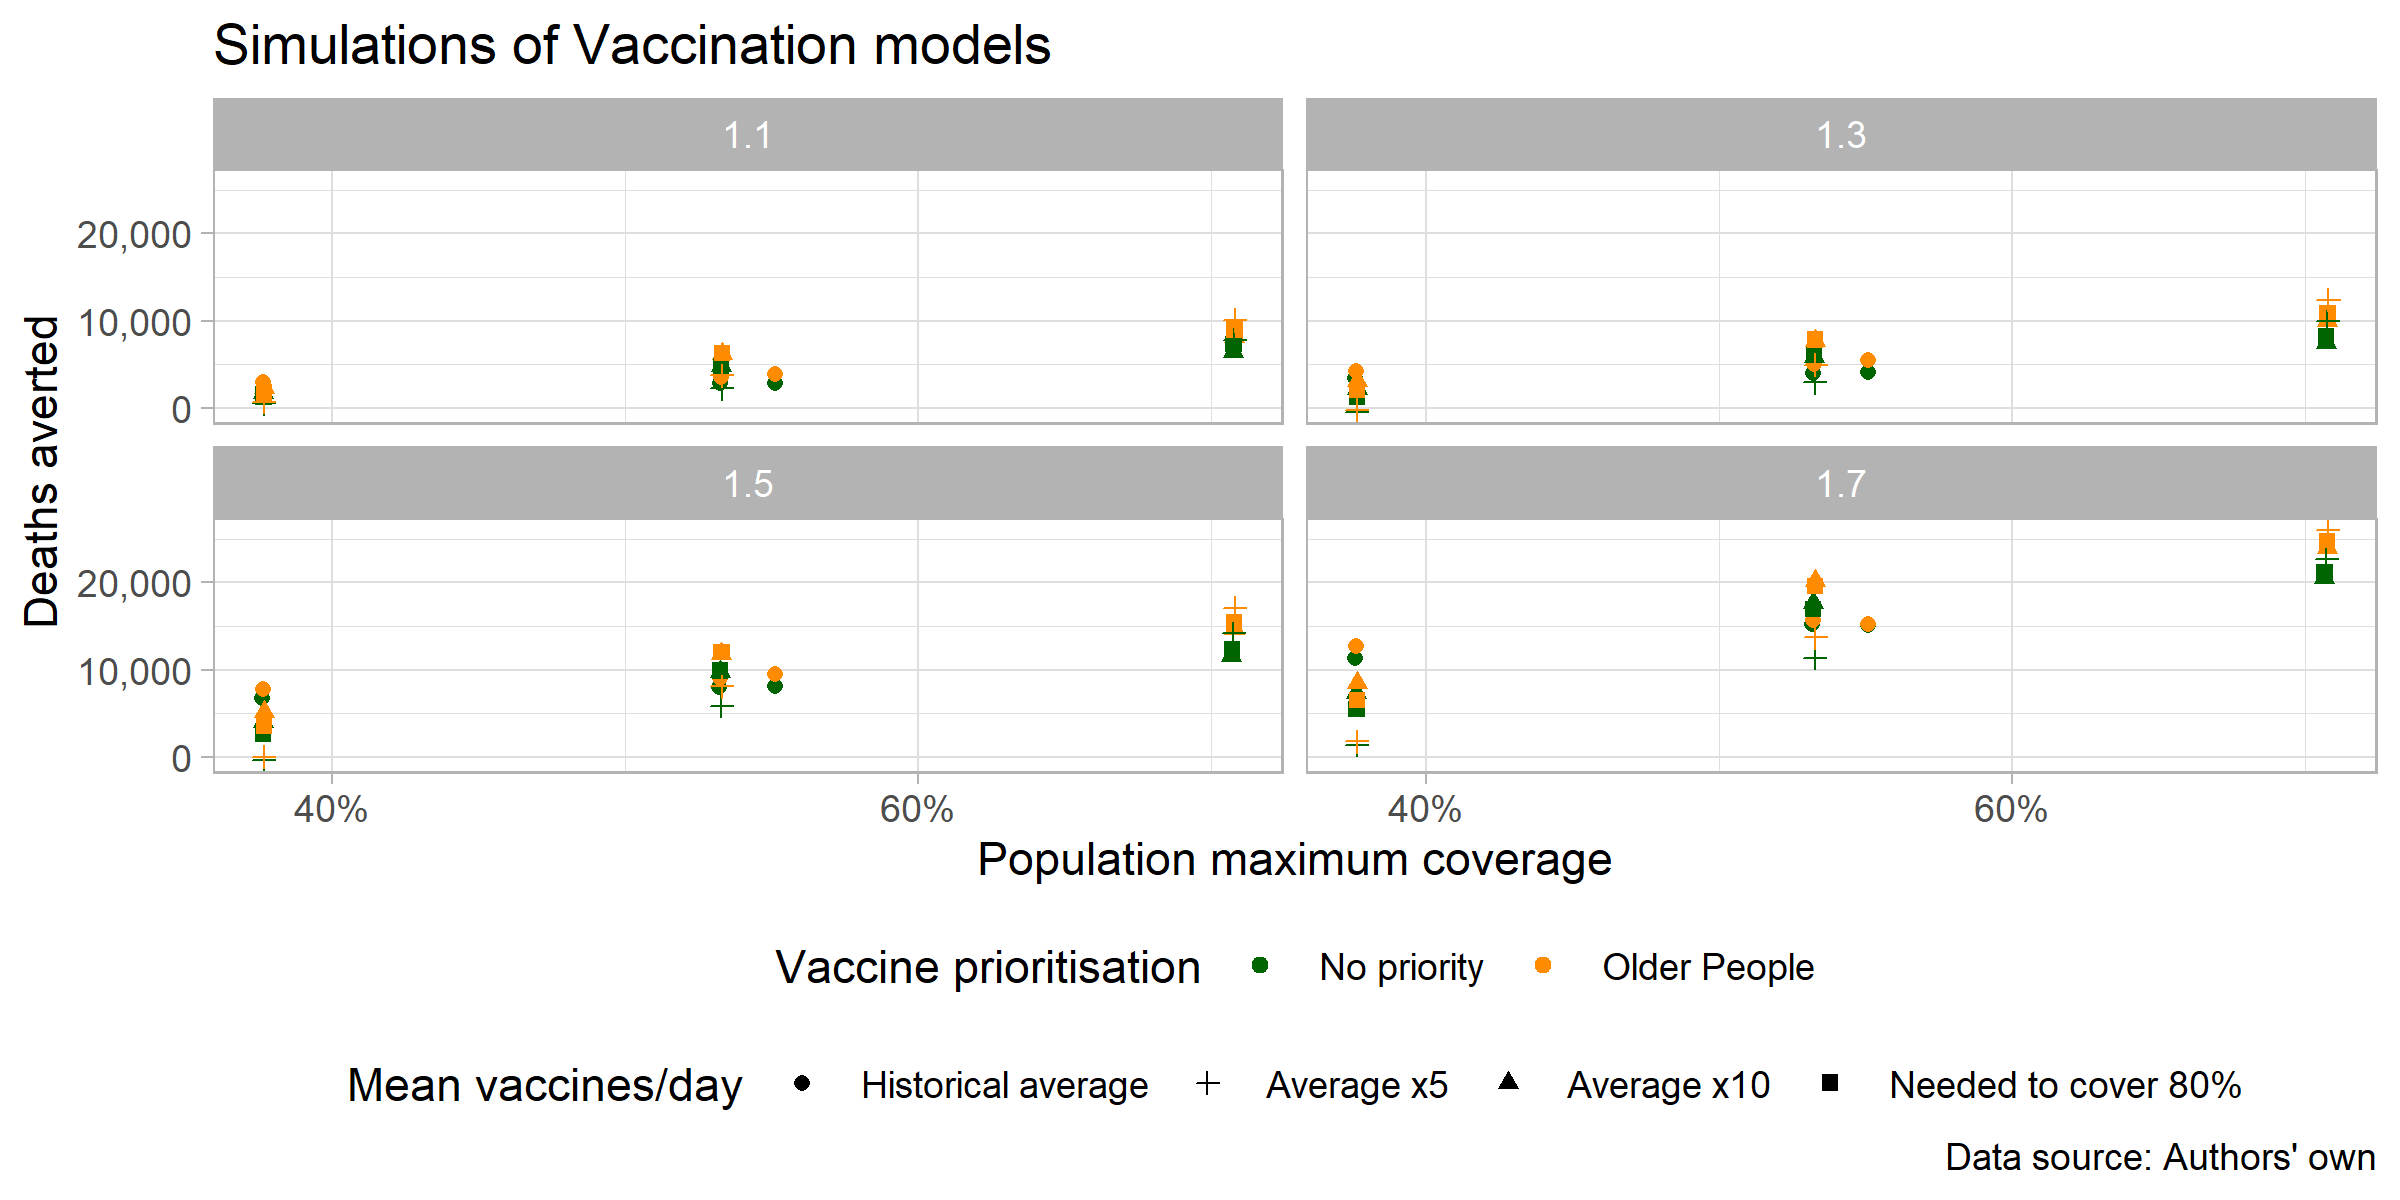 Simulations of Vaccination models
1.1
1.3
20,000
10,000
0
1.5
1.7
20,000
10,000
0
Deaths averted
40%
60%
40%
60%
Population maximum coverage
Vaccine prioritisation
No priority
Older People
Mean vaccines/day
Historical average
Average x5
Average x10
Needed to cover 80%
Data source: Authors' own